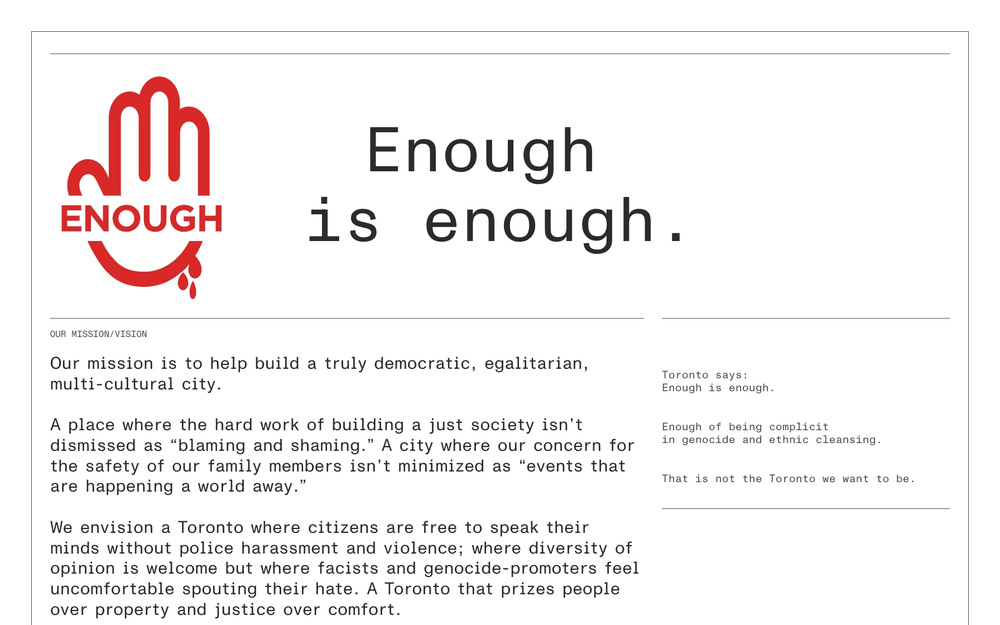 ENOUGH
Enough
is enough.
OUR MISSION/VISION
Our mission is to help build a truly democratic, egalitarian,
multi-cultural city.
A place where the hard work of building a just society isn’t
dismissed as “blaming and shaming.” A city where our concern for
the safety of our family members isn’t minimized as “events that
are happening a world away.”
We envision a Toronto where citizens are free to speak their
minds without police harassment and violence; where diversity of
opinion is welcome but where facists and genocide-promoters feel
uncomfortable spouting their hate. A Toronto that prizes people
over property and justice over comfort.
Toronto says:
Enough is enough.
Enough of being complicit
in genocide and ethnic cleansing.
That is not the Toronto we want to be.